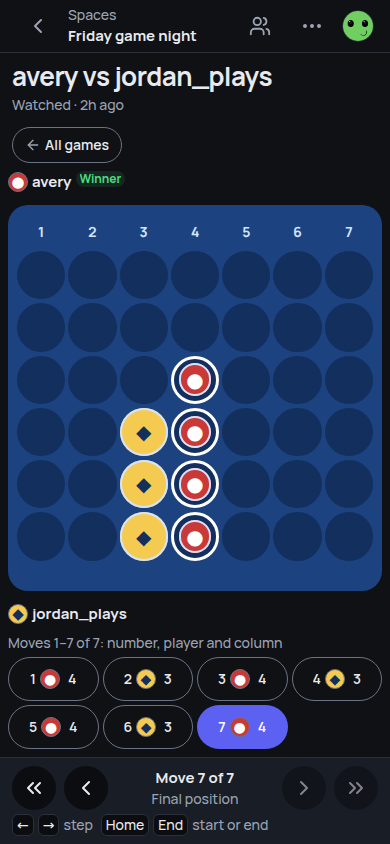 Spaces
Friday game night
avery vs jordan_plays
Watched · 2h ago
← All games
avery Winner
1 2 3 4 5 6 7
jordan_plays
Moves 1–7 of 7: number, player and column
1 4 2 3 3 4 4 3
5 4 6 3 7 4
Move 7 of 7
Final position
← → step Home End start or end